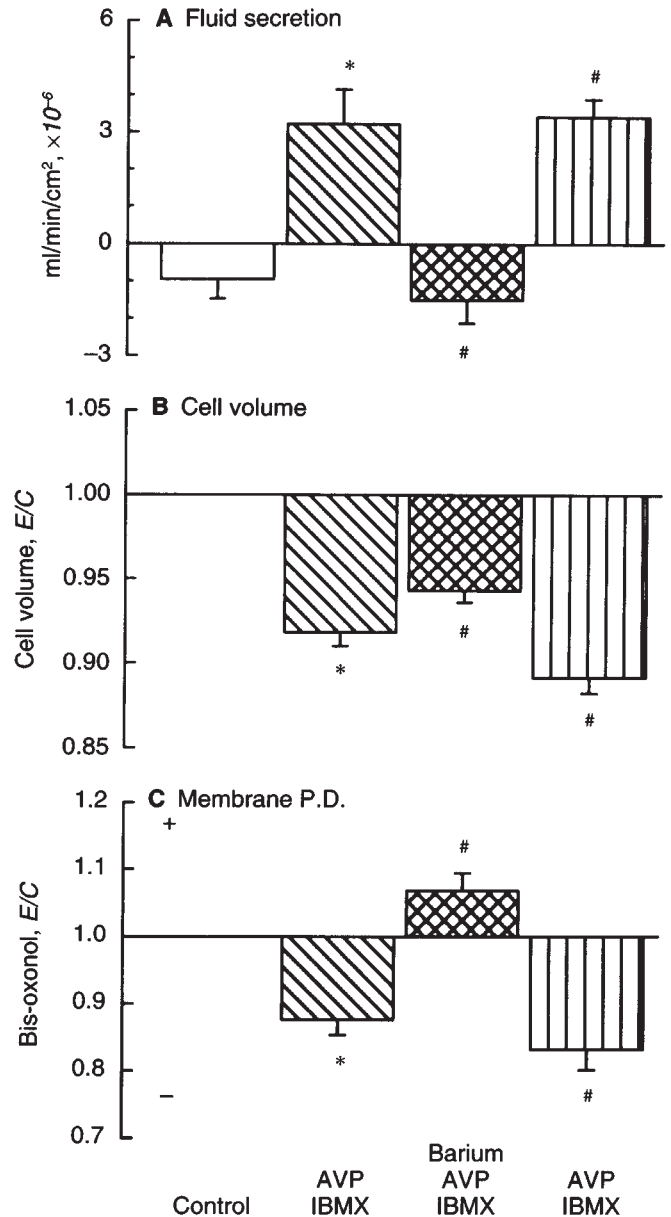 A Fluid secretion
6
3
0
−3
ml/min/cm², ×10⁻⁶
*
#
#
B Cell volume
1.05
1.00
0.95
0.90
0.85
Cell volume, E/C
*
#
#
C Membrane P.D.
1.2
1.1
1.0
0.9
0.8
0.7
Bis-oxonol, E/C
+
−
*
#
#
Control
AVP
IBMX
Barium
AVP
IBMX
AVP
IBMX